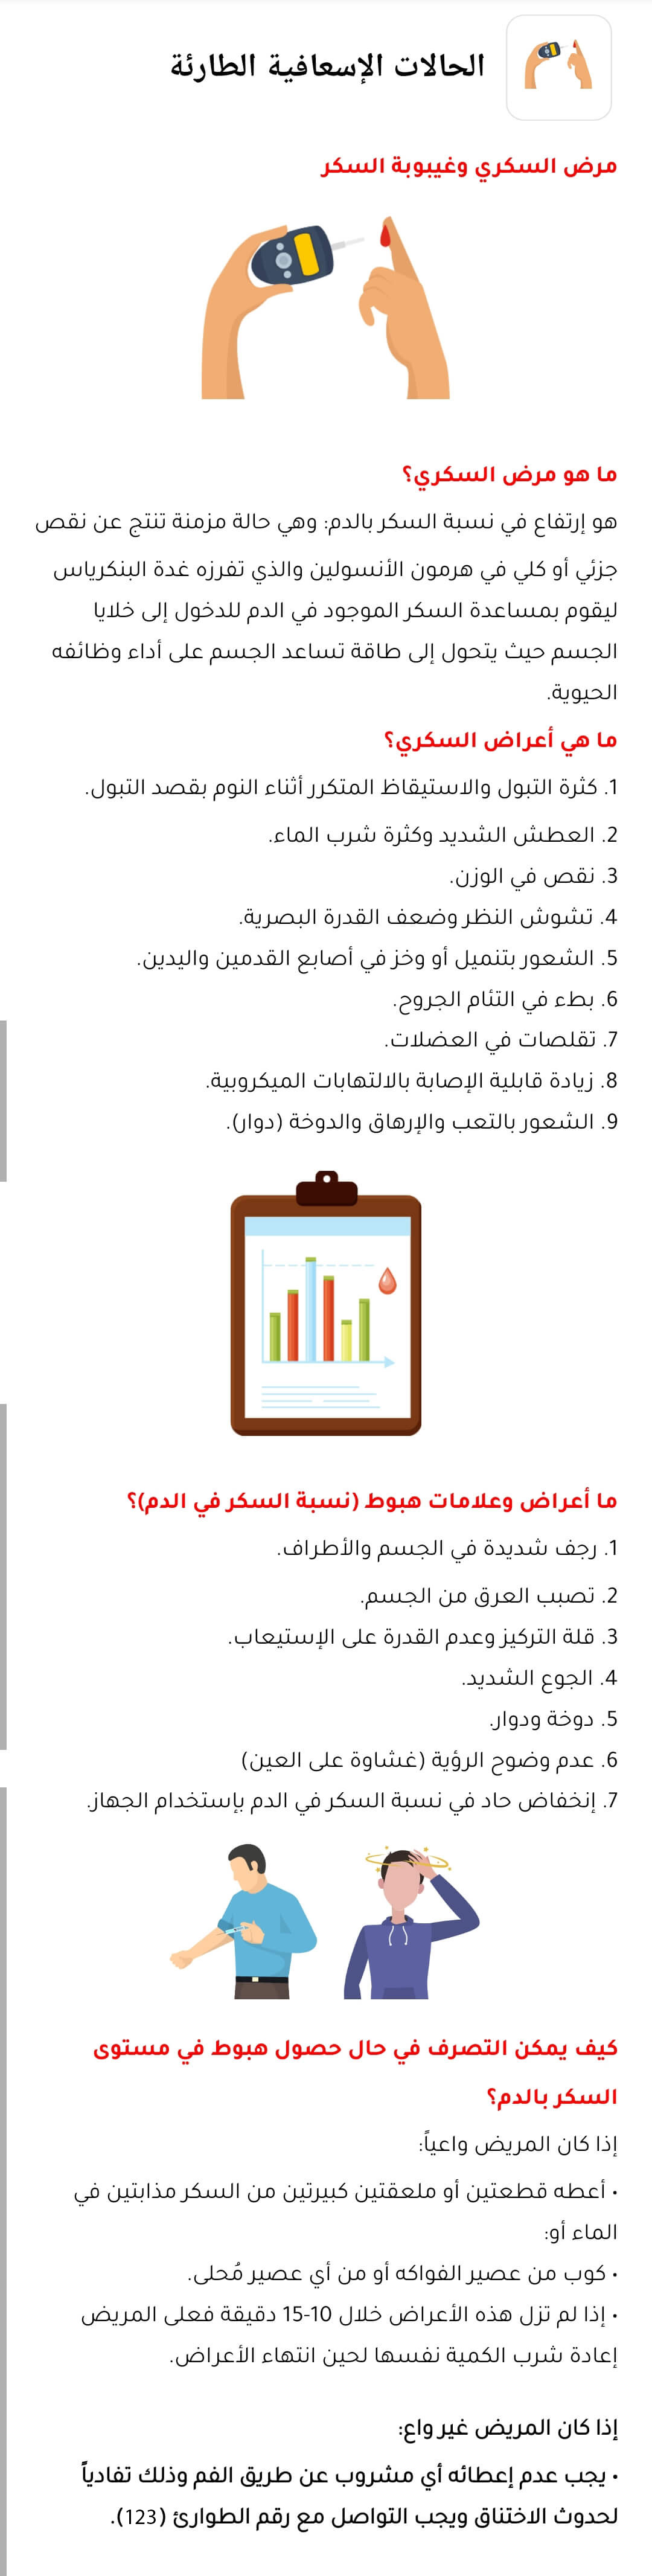 الحالات الإسعافية الطارئة
مرض السكري وغيبوبة السكر
ما هو مرض السكري؟
هو إرتفاع في نسبة السكر بالدم: وهي حالة مزمنة تنتج عن نقص
جزئي أو كلي في هرمون الأنسولين والذي تفرزه غدة البنكرياس
ليقوم بمساعدة السكر الموجود في الدم للدخول إلى خلايا
الجسم حيث يتحول إلى طاقة تساعد الجسم على أداء وظائفه
الحيوية.
ما هي أعراض السكري؟
1. كثرة التبول والاستيقاظ المتكرر أثناء النوم بقصد التبول.
2. العطش الشديد وكثرة شرب الماء.
3. نقص في الوزن.
4. تشوش النظر وضعف القدرة البصرية.
5. الشعور بتنميل أو وخز في أصابع القدمين واليدين.
6. بطء في التئام الجروح.
7. تقلصات في العضلات.
8. زيادة قابلية الإصابة بالالتهابات الميكروبية.
9. الشعور بالتعب والإرهاق والدوخة (دوار).
ما أعراض وعلامات هبوط (نسبة السكر في الدم)؟
1. رجف شديدة في الجسم والأطراف.
2. تصبب العرق من الجسم.
3. قلة التركيز وعدم القدرة على الإستيعاب.
4. الجوع الشديد.
5. دوخة ودوار.
6. عدم وضوح الرؤية (غشاوة على العين)
7. إنخفاض حاد في نسبة السكر في الدم بإستخدام الجهاز.
كيف يمكن التصرف في حال حصول هبوط في مستوى
السكر بالدم؟
إذا كان المريض واعياً:
• أعطه قطعتين أو ملعقتين كبيرتين من السكر مذابتين في
الماء أو:
• كوب من عصير الفواكه أو من أي عصير مُحلى.
• إذا لم تزل هذه الأعراض خلال 10-15 دقيقة فعلى المريض
إعادة شرب الكمية نفسها لحين انتهاء الأعراض.
إذا كان المريض غير واع:
• يجب عدم إعطائه أي مشروب عن طريق الفم وذلك تفادياً
لحدوث الاختناق ويجب التواصل مع رقم الطوارئ (123).